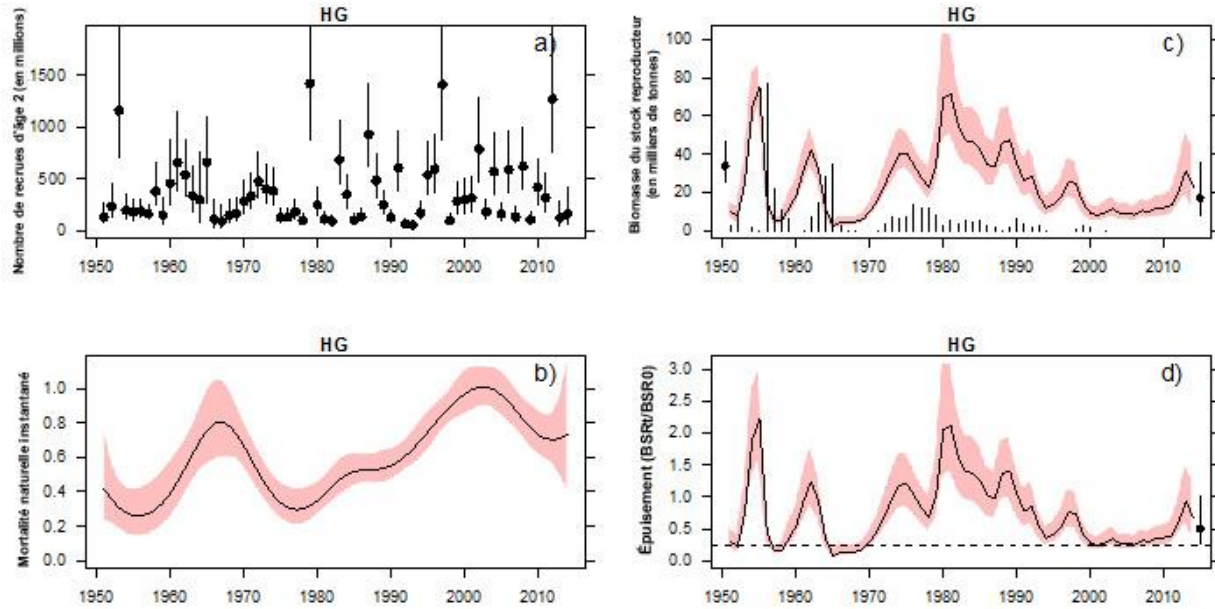 HG
a)
Nombre de recrues d'âge 2 (en millions)
1500
1000
500
0
1950 1960 1970 1980 1990 2000 2010
HG
c)
Biomasse du stock reproducteur
(en milliers de tonnes)
100
80
60
40
20
0
1950 1960 1970 1980 1990 2000 2010
HG
b)
Mortalité naturelle instantané
1.0
0.8
0.6
0.4
0.2
0.0
1950 1960 1970 1980 1990 2000 2010
HG
d)
Épuisement (BSRt/BSR0)
3.0
2.5
2.0
1.5
1.0
0.5
0.0
1950 1960 1970 1980 1990 2000 2010